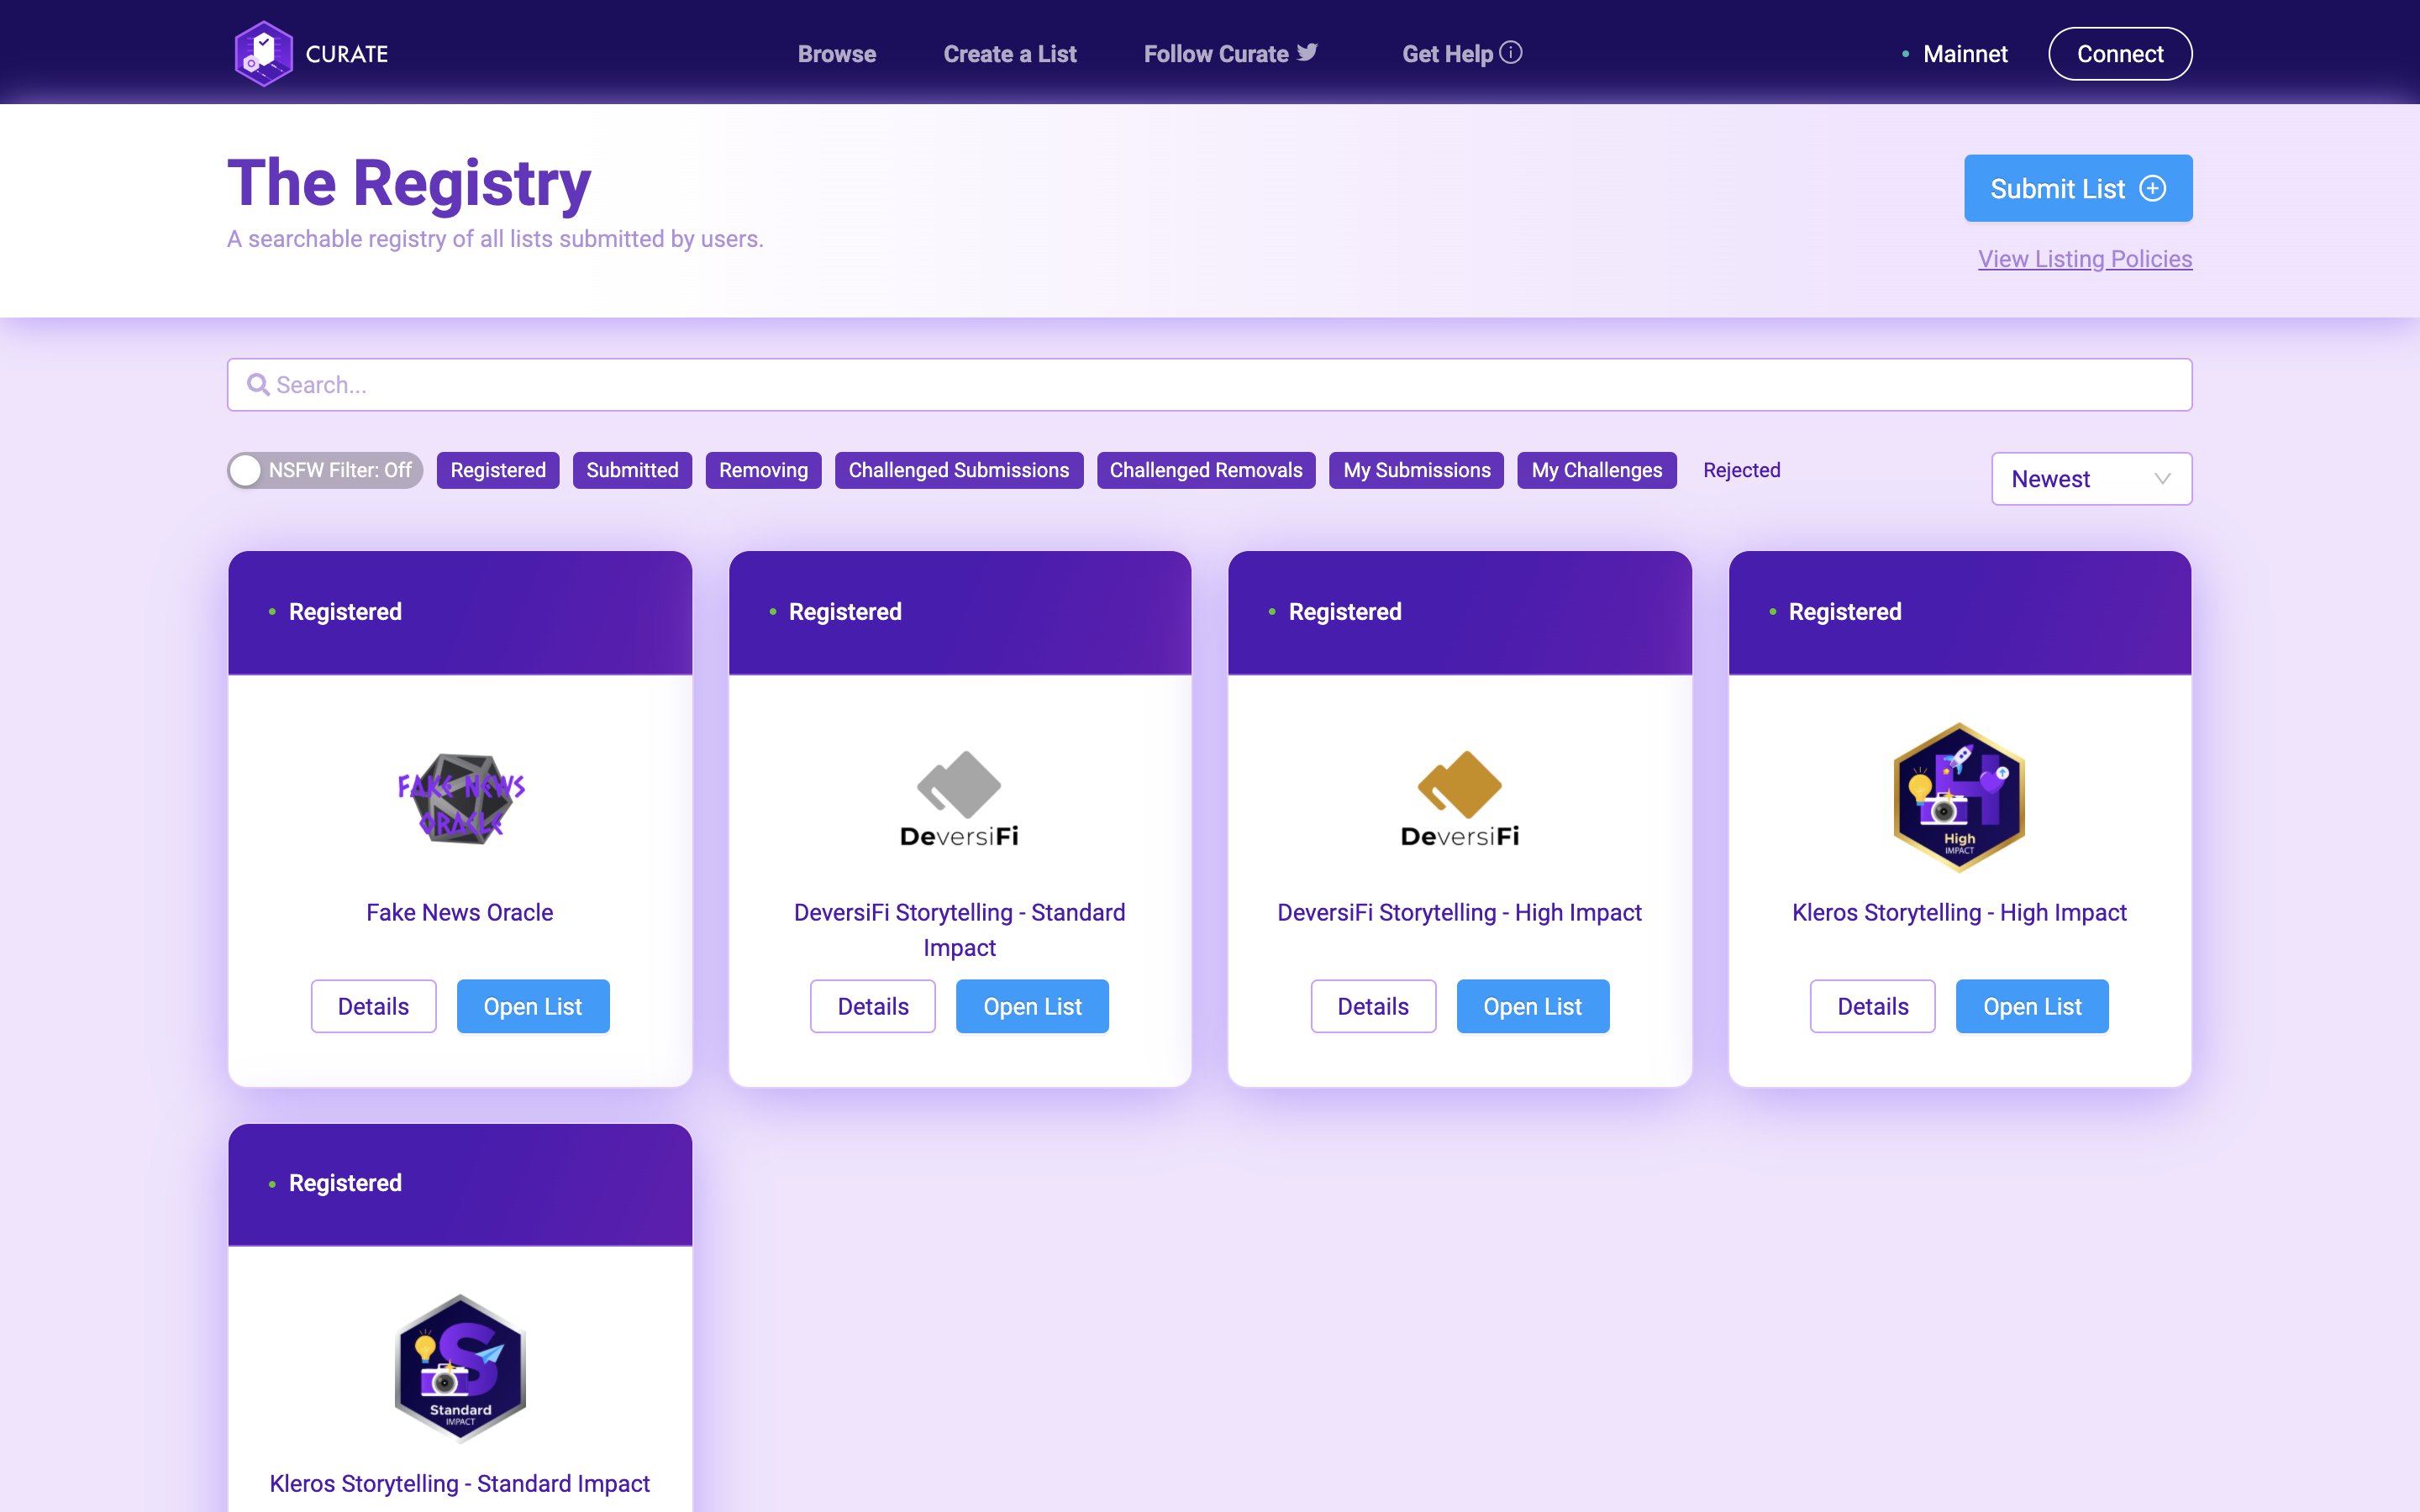 CURATE
Browse
Create a List
Follow Curate
Get Help
Mainnet
Connect
The Registry
A searchable registry of all lists submitted by users.
Submit List
View Listing Policies
Search...
NSFW Filter: Off
Registered
Submitted
Removing
Challenged Submissions
Challenged Removals
My Submissions
My Challenges
Rejected
Newest
Registered
FAKE NEWS
ORACLE
Fake News Oracle
Details
Open List
Registered
DeversiFi
DeversiFi Storytelling - Standard
Impact
Details
Open List
Registered
DeversiFi
DeversiFi Storytelling - High Impact
Details
Open List
Registered
High
IMPACT
Kleros Storytelling - High Impact
Details
Open List
Registered
Standard
IMPACT
Kleros Storytelling - Standard Impact